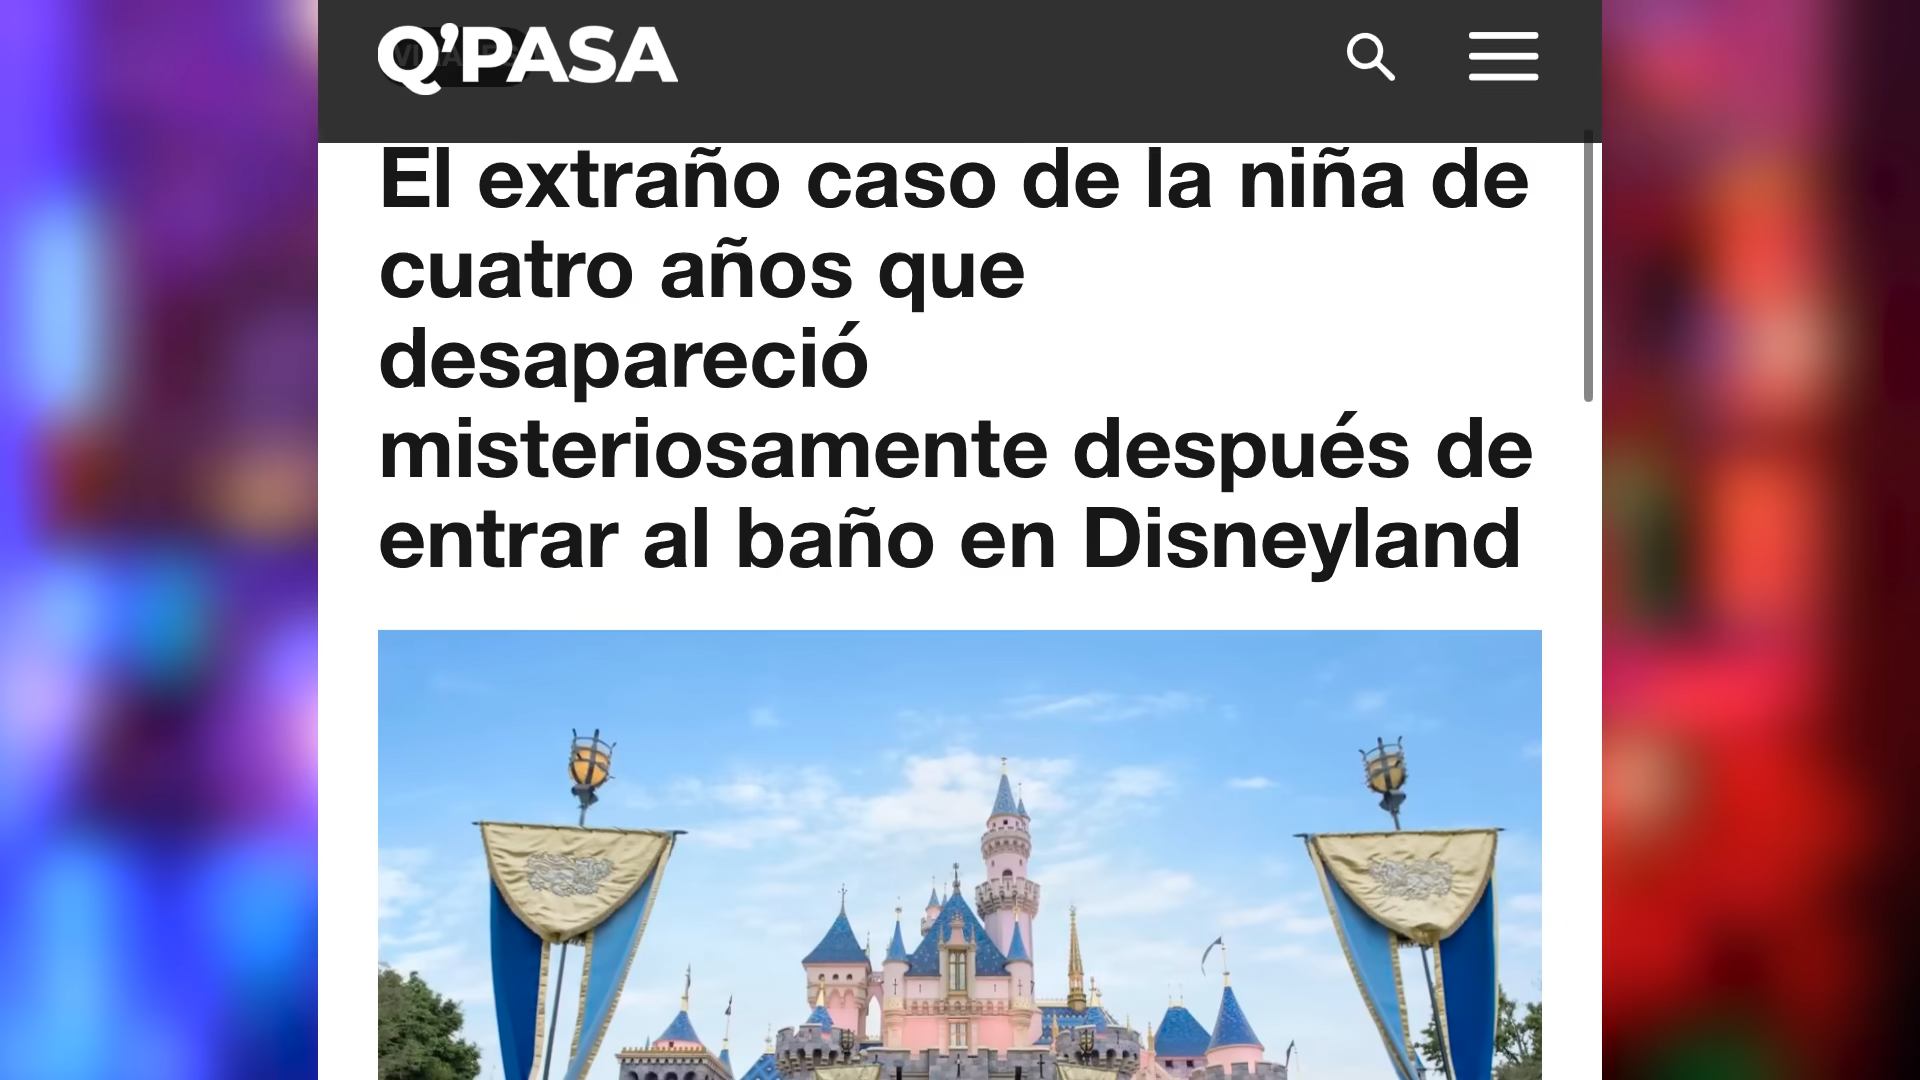 Q'PASA
El extraño caso de la niña de
cuatro años que
desapareció
misteriosamente después de
entrar al baño en Disneyland